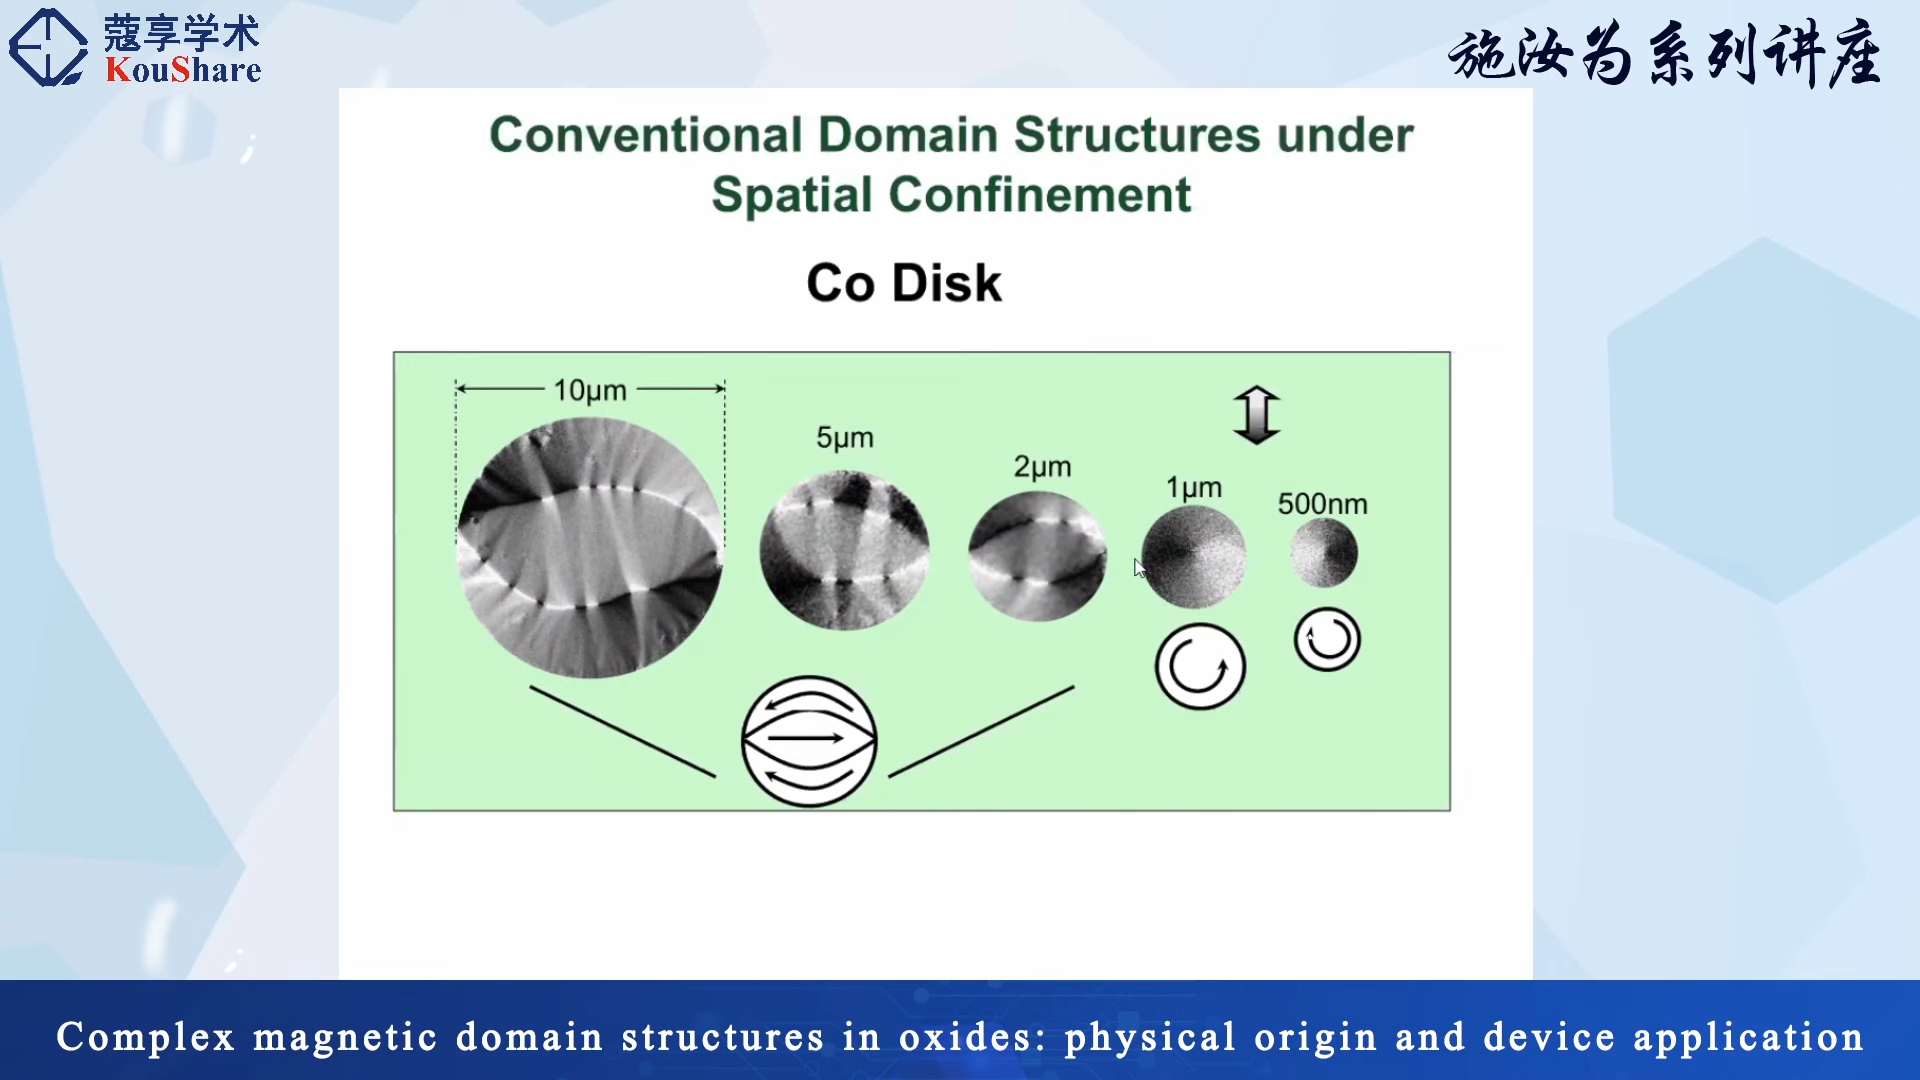 蔻享学术
KouShare
施汝为系列讲座
Conventional Domain Structures under
Spatial Confinement
Co Disk
10μm
5μm
2μm
1μm
500nm
Complex magnetic domain structures in oxides: physical origin and device application